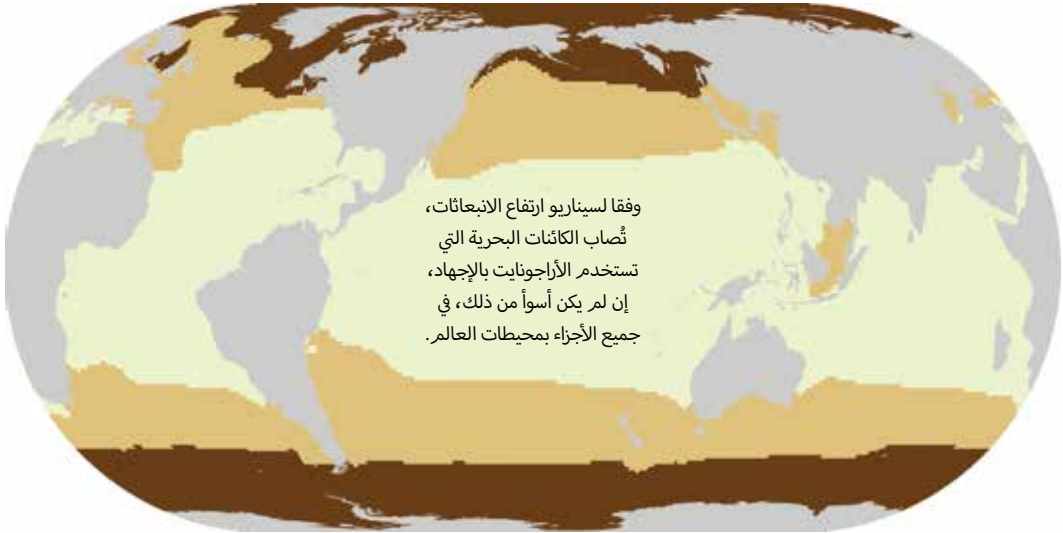 وفقا لسيناريو ارتفاع الانبعاثات،
تُصاب الكائنات البحرية التي
تستخدم الأراجونايت بالإجهاد،
إن لم يكن أسوأ من ذلك، في
جميع الأجزاء بمحيطات العالم.